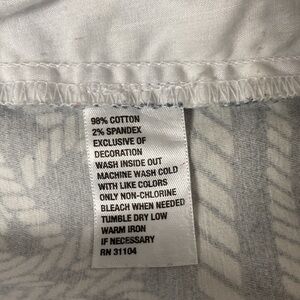 98% COTTON
2% SPANDEX
EXCLUSIVE OF
DECORATION
WASH INSIDE OUT
MACHINE WASH COLD
WITH LIKE COLORS
ONLY NON-CHLORINE
BLEACH WHEN NEEDED
TUMBLE DRY LOW
WARM IRON
IF NECESSARY
RN 31104